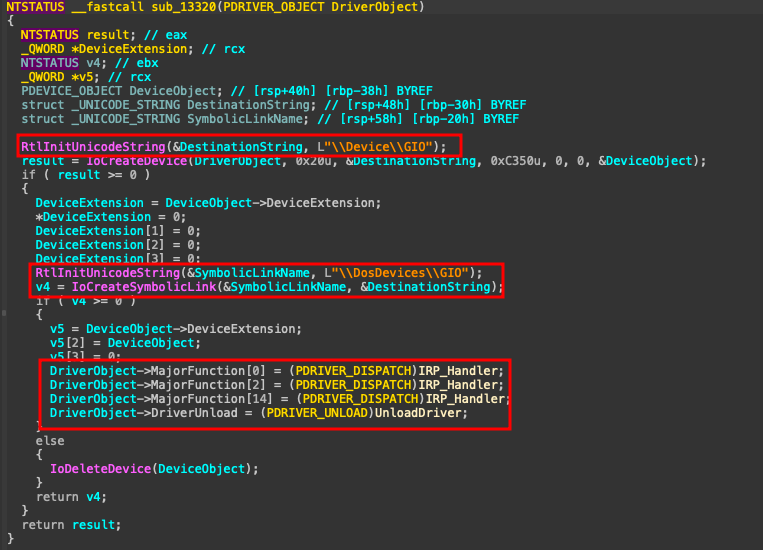 NTSTATUS __fastcall sub_13320(PDRIVER_OBJECT DriverObject)
{
  NTSTATUS result; // eax
  _QWORD *DeviceExtension; // rcx
  NTSTATUS v4; // ebx
  _QWORD *v5; // rcx
  PDEVICE_OBJECT DeviceObject; // [rsp+40h] [rbp-38h] BYREF
  struct _UNICODE_STRING DestinationString; // [rsp+48h] [rbp-30h] BYREF
  struct _UNICODE_STRING SymbolicLinkName; // [rsp+58h] [rbp-20h] BYREF

  RtlInitUnicodeString(&DestinationString, L"\\Device\\GIO");
  result = IoCreateDevice(DriverObject, 0x20u, &DestinationString, 0xC350u, 0, 0, &DeviceObject);
  if ( result >= 0 )
  {
    DeviceExtension = DeviceObject->DeviceExtension;
    *DeviceExtension = 0;
    DeviceExtension[1] = 0;
    DeviceExtension[2] = 0;
    DeviceExtension[3] = 0;
    RtlInitUnicodeString(&SymbolicLinkName, L"\\DosDevices\\GIO");
    v4 = IoCreateSymbolicLink(&SymbolicLinkName, &DestinationString);
    if ( v4 >= 0 )
    {
      v5 = DeviceObject->DeviceExtension;
      v5[2] = DeviceObject;
      v5[3] = 0;
      DriverObject->MajorFunction[0] = (PDRIVER_DISPATCH)IRP_Handler;
      DriverObject->MajorFunction[2] = (PDRIVER_DISPATCH)IRP_Handler;
      DriverObject->MajorFunction[14] = (PDRIVER_DISPATCH)IRP_Handler;
      DriverObject->DriverUnload = (PDRIVER_UNLOAD)UnloadDriver;
    }
    else
    {
      IoDeleteDevice(DeviceObject);
    }
    return v4;
  }
  return result;
}